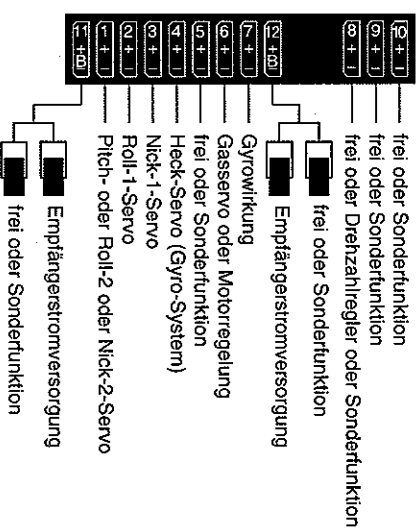 10 + - frei oder Sonderfunktion
9 + - frei oder Sonderfunktion
8 + - frei oder Drehzahlregler oder Sonderfunktion
frei oder Sonderfunktion
12 +B
Empfängerstromversorgung
7 + - Gyrowirkung
6 + - Gasservo oder Motorregelung
5 + - frei oder Sonderfunktion
4 + - Heck-Servo (Gyro-System)
3 + - Nick-1-Servo
2 + - Roll-1-Servo
1 + - Pitch- oder Roll-2 oder Nick-2-Servo
11 +B
Empfängerstromversorgung
frei oder Sonderfunktion